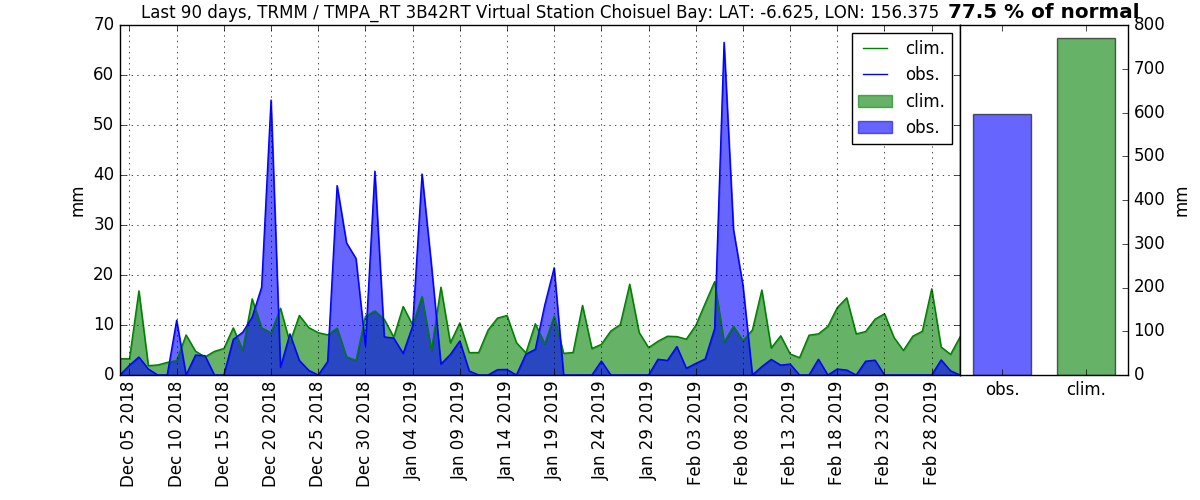 Last 90 days, TRMM / TMPA_RT 3B42RT Virtual Station Choisuel Bay: LAT: -6.625, LON: 156.375 77.5 % of normal
70
60
50
40
30
20
10
0
mm
clim.
obs.
clim.
obs.
800
700
600
500
400
300
200
100
0
mm
obs. clim.
Dec 05 2018
Dec 10 2018
Dec 15 2018
Dec 20 2018
Dec 25 2018
Dec 30 2018
Jan 04 2019
Jan 09 2019
Jan 14 2019
Jan 19 2019
Jan 24 2019
Jan 29 2019
Feb 03 2019
Feb 08 2019
Feb 13 2019
Feb 18 2019
Feb 23 2019
Feb 28 2019